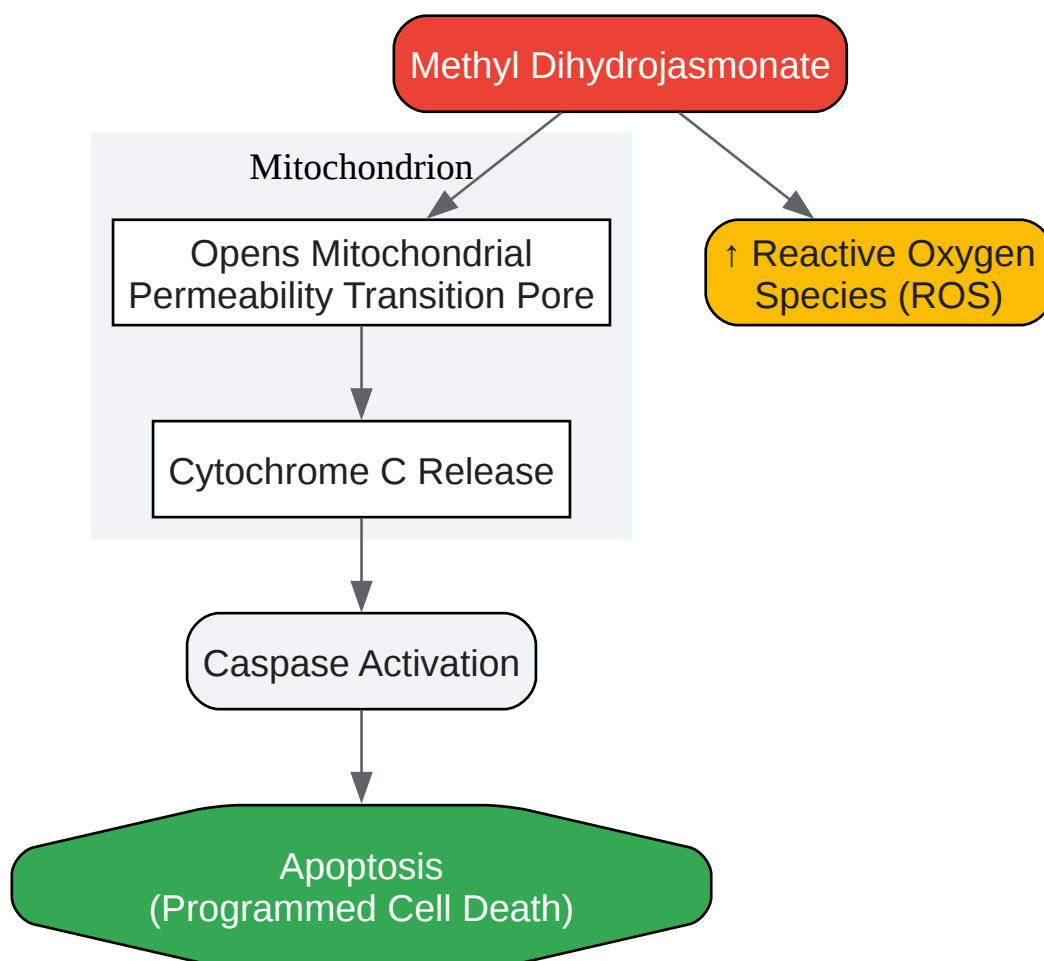 Methyl Dihydrojasmonate
Mitochondrion
Opens Mitochondrial
Permeability Transition Pore
↑ Reactive Oxygen
Species (ROS)
Cytochrome C Release
Caspase Activation
Apoptosis
(Programmed Cell Death)